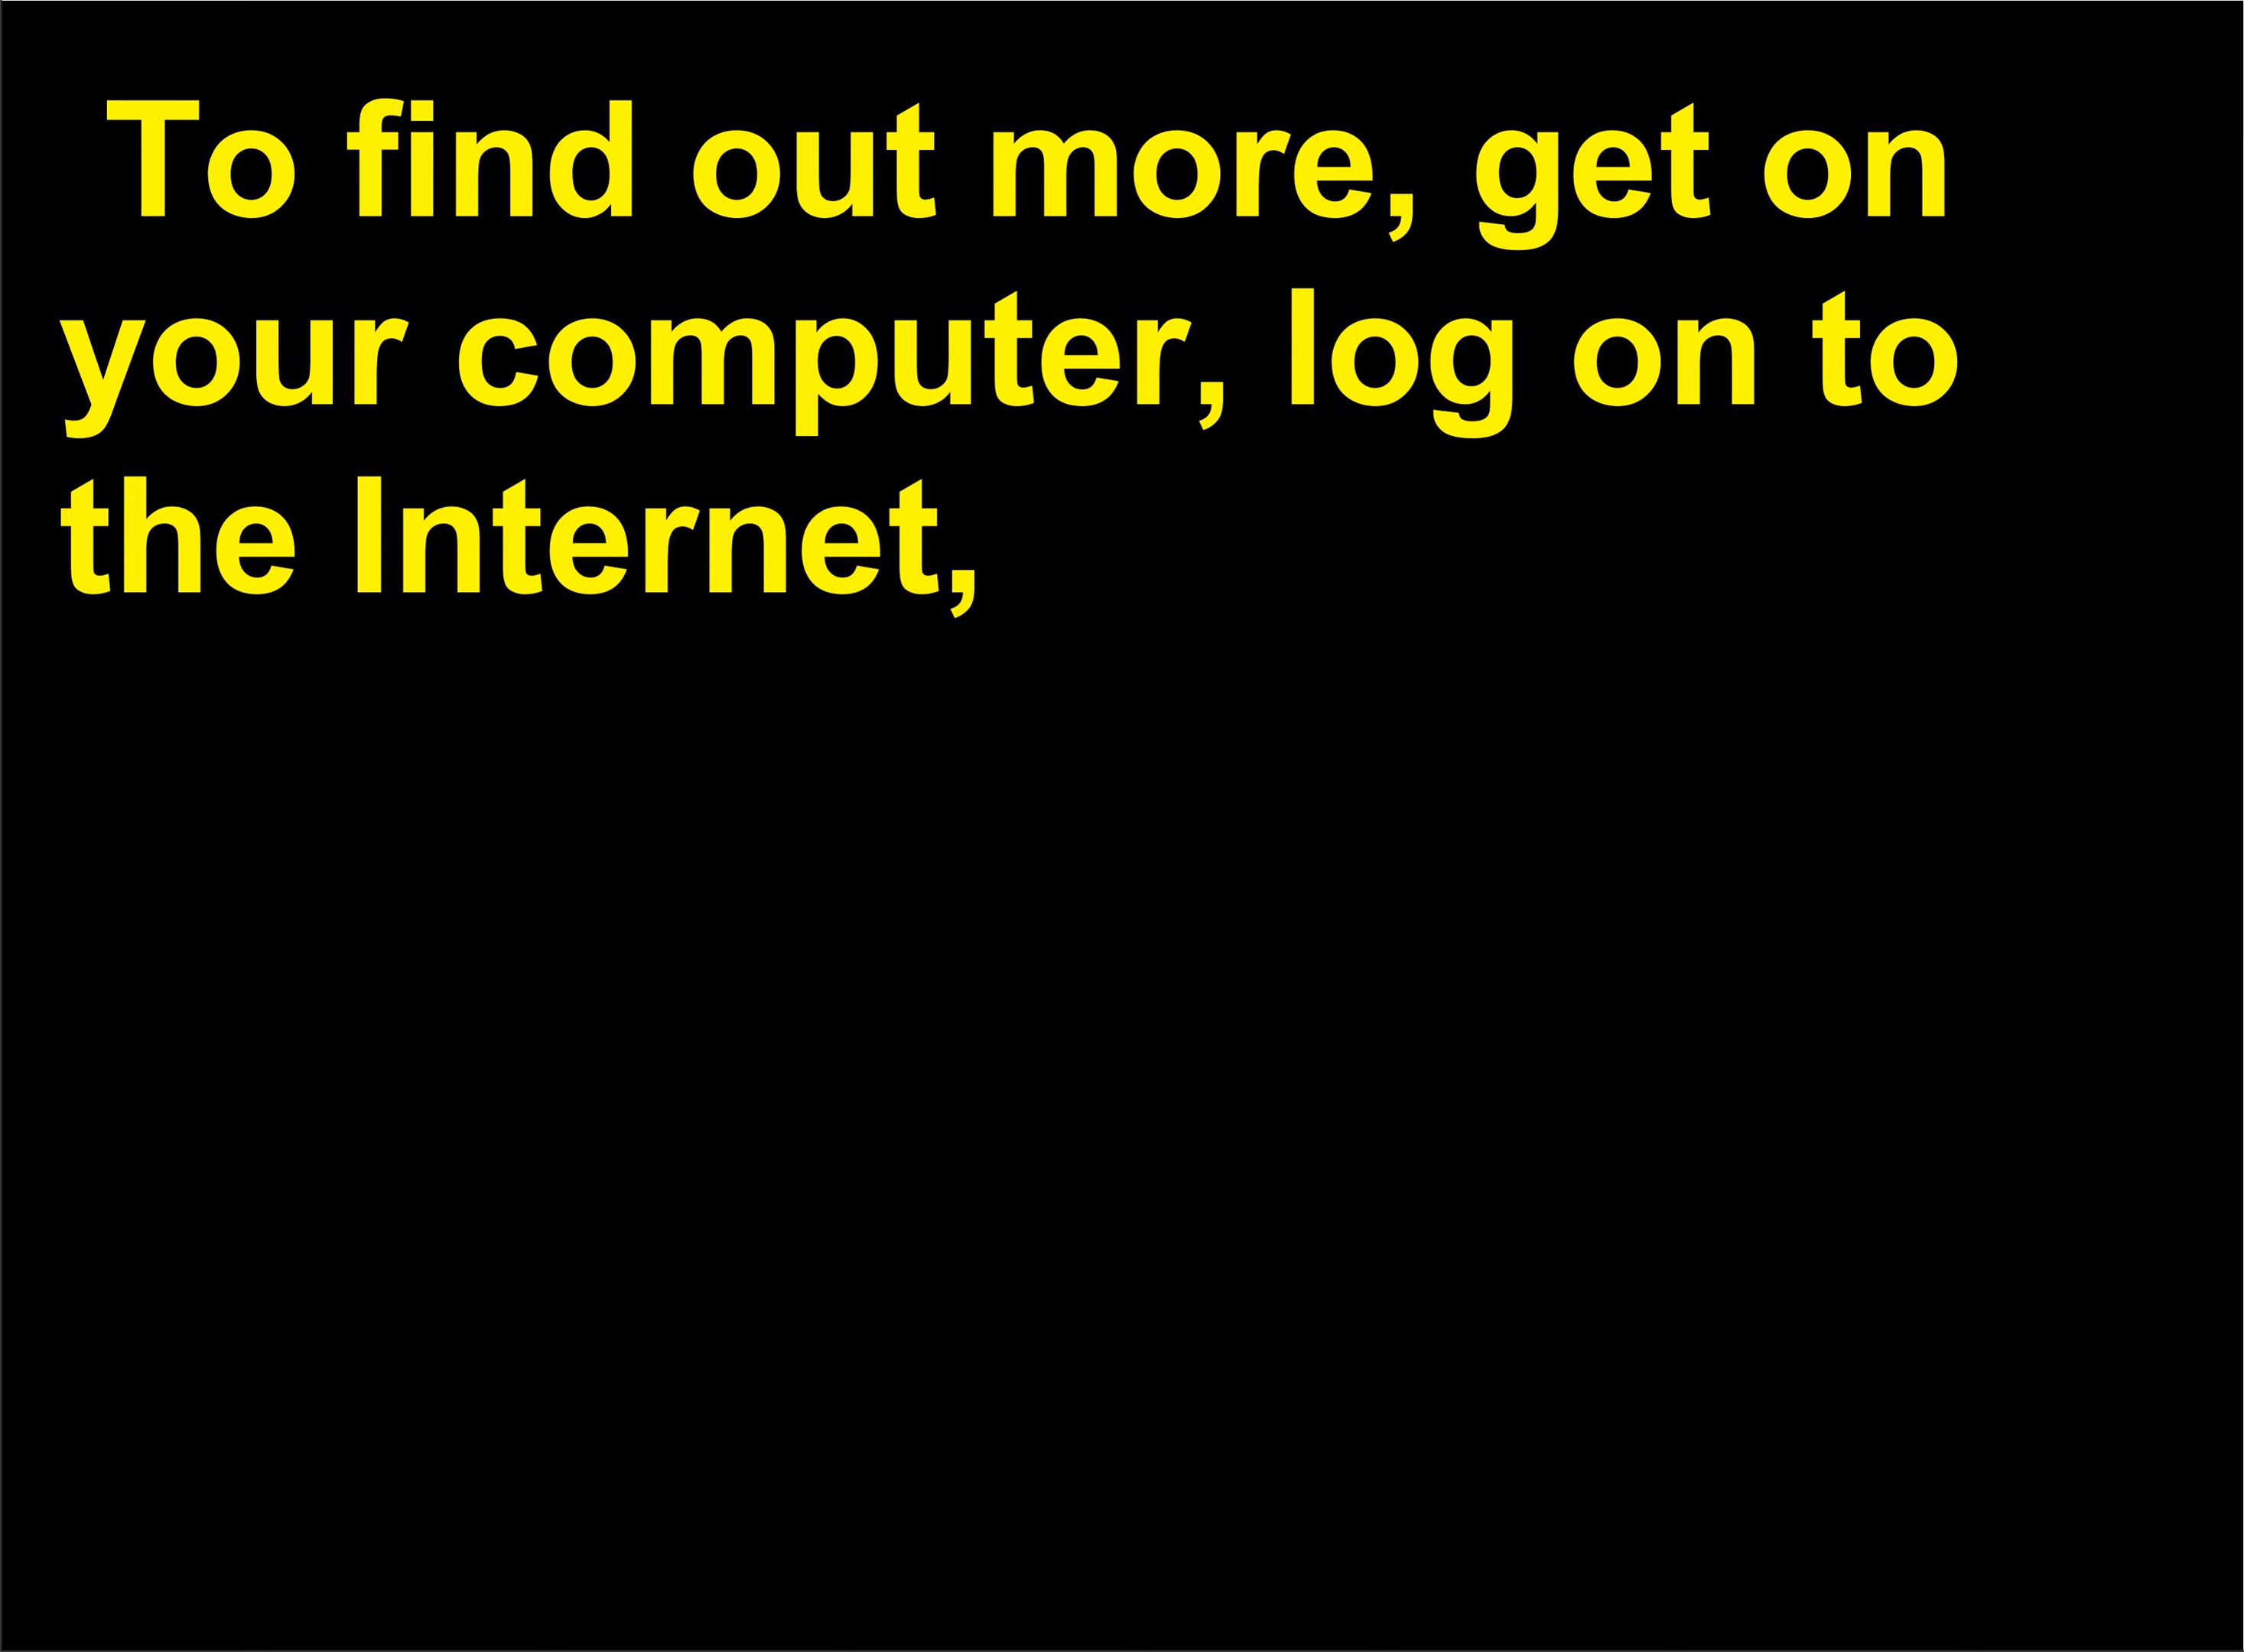 To find out more, get on
your computer, log on to
the Internet,